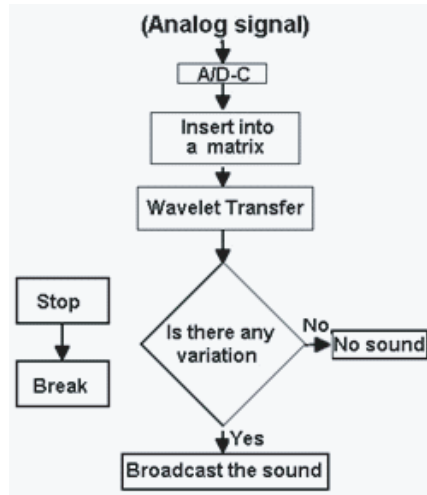 (Analog signal)
A/D-C
Insert into
a matrix
Wavelet Transfer
Stop
Break
Is there any
variation
No
No sound
Yes
Broadcast the sound